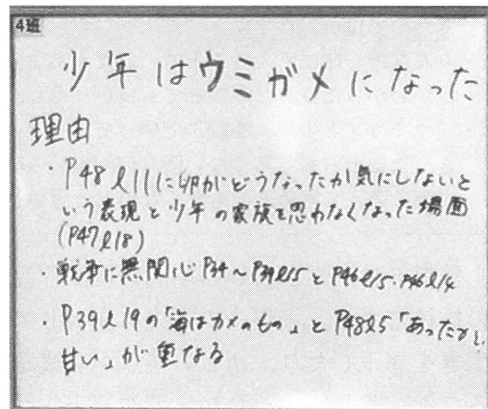 4班
少年はウミガメになった
理由
・P48 l11に卵がどうなったか気にしないと
いう表現と少年の家族を思わなくなった場面
(P47 l18)
・戦争に無関心 P34～P39 l15とP46 l15・P46 l14
・P39 l19の「海はカメのもの」とP48 l5「あったかく、
甘い」が重なる